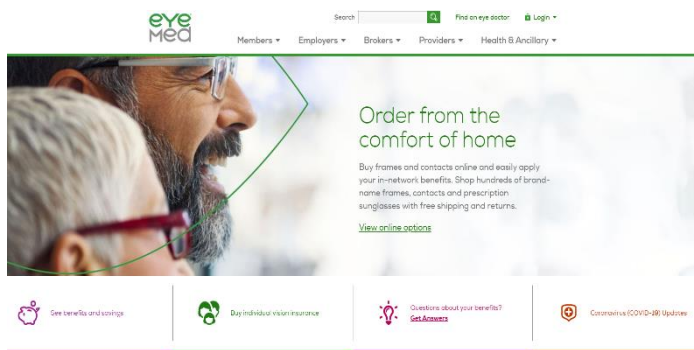 eye
med
Search
Find an eye doctor
Login
Members
Employers
Brokers
Providers
Health & Ancillary
Order from the
comfort of home
Buy frames and contacts online and easily apply
your in-network benefits. Shop hundreds of brand-
name frames, contacts and prescription
sunglasses with free shipping and returns.
View online options
See benefits and savings
Buy individual vision insurance
Questions about your benefits?
Get Answers
Coronavirus (COVID-19) Updates